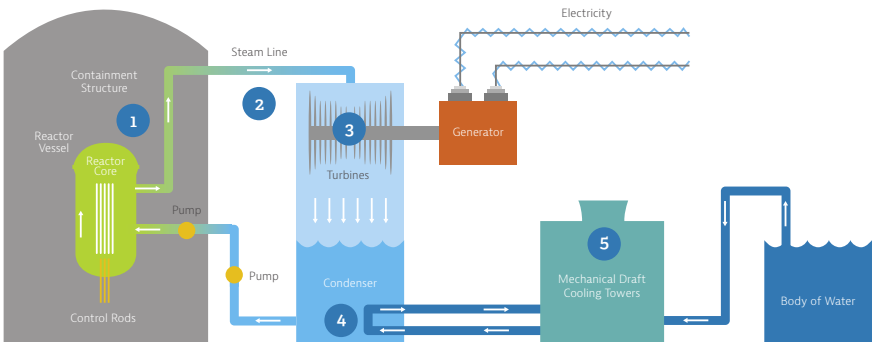 Electricity
Steam Line
Containment
Structure
1
2
3
Reactor
Vessel
Generator
Reactor
Core
Turbines
Pump
5
Pump
Condenser
Mechanical Draft
Cooling Towers
Body of Water
4
Control Rods